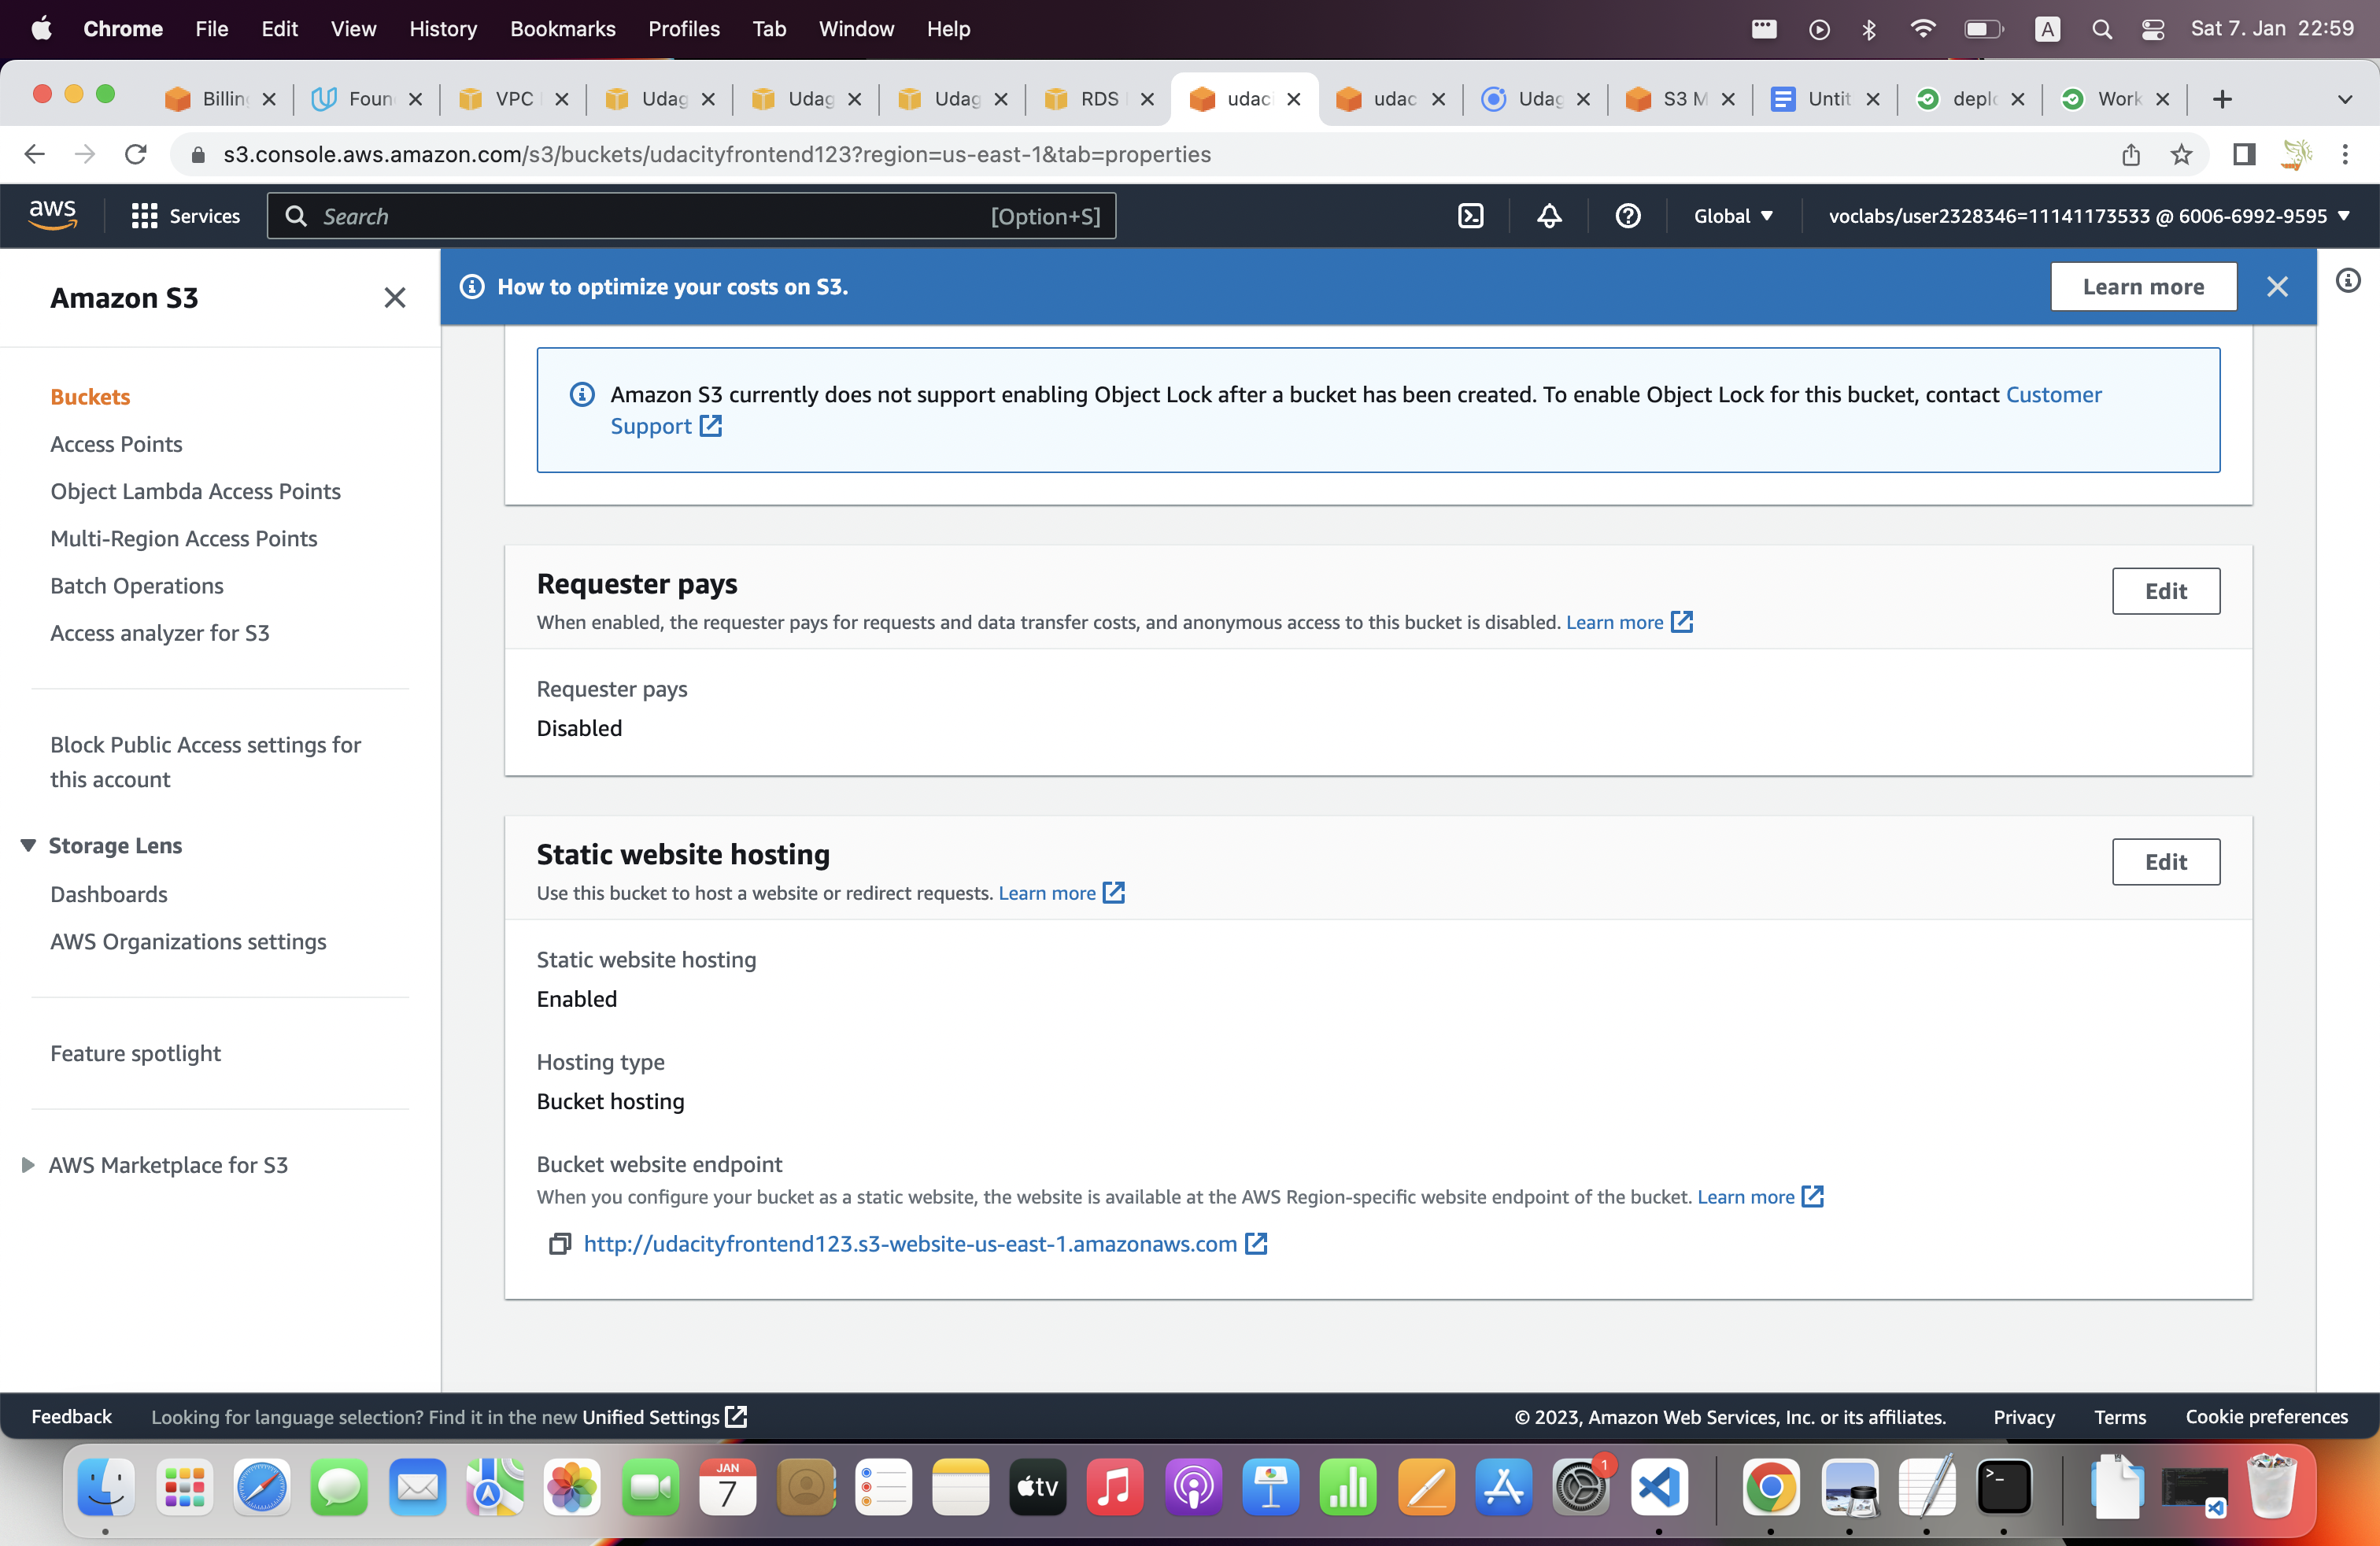 Chrome File Edit View History Bookmarks Profiles Tab Window Help
A Sat 7. Jan 22:59
Billin Foun VPC Udag Udag Udag RDS udaci udac Udag S3 M Untit deplo Work
s3.console.aws.amazon.com/s3/buckets/udacityfrontend123?region=us-east-1&tab=properties
aws Services Search [Option+S] Global voclabs/user2328346=11141173533 @ 6006-6992-9595
Amazon S3
Buckets
Access Points
Object Lambda Access Points
Multi-Region Access Points
Batch Operations
Access analyzer for S3
Block Public Access settings for
this account
Storage Lens
Dashboards
AWS Organizations settings
Feature spotlight
AWS Marketplace for S3
How to optimize your costs on S3. Learn more
Amazon S3 currently does not support enabling Object Lock after a bucket has been created. To enable Object Lock for this bucket, contact Customer
Support
Requester pays
Edit
When enabled, the requester pays for requests and data transfer costs, and anonymous access to this bucket is disabled. Learn more
Requester pays
Disabled
Static website hosting
Edit
Use this bucket to host a website or redirect requests. Learn more
Static website hosting
Enabled
Hosting type
Bucket hosting
Bucket website endpoint
When you configure your bucket as a static website, the website is available at the AWS Region-specific website endpoint of the bucket. Learn more
http://udacityfrontend123.s3-website-us-east-1.amazonaws.com
Feedback Looking for language selection? Find it in the new Unified Settings © 2023, Amazon Web Services, Inc. or its affiliates. Privacy Terms Cookie preferences
JAN
7
tv
1
>_